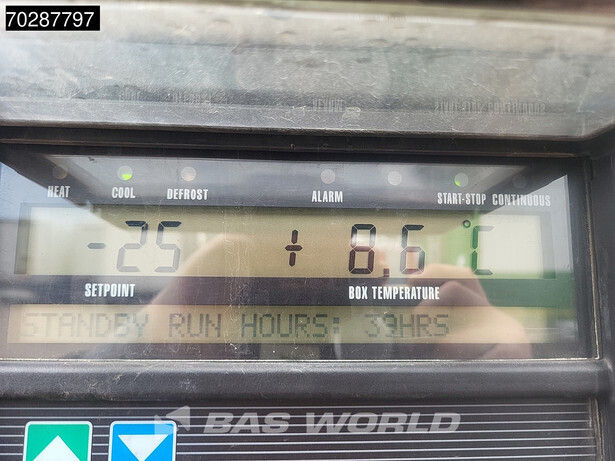 70287797
HEAT COOL DEFROST ALARM START-STOP CONTINUOUS
-25 + 8,6 °C
SETPOINT BOX TEMPERATURE
STANDBY RUN HOURS: 39HRS
BAS WORLD